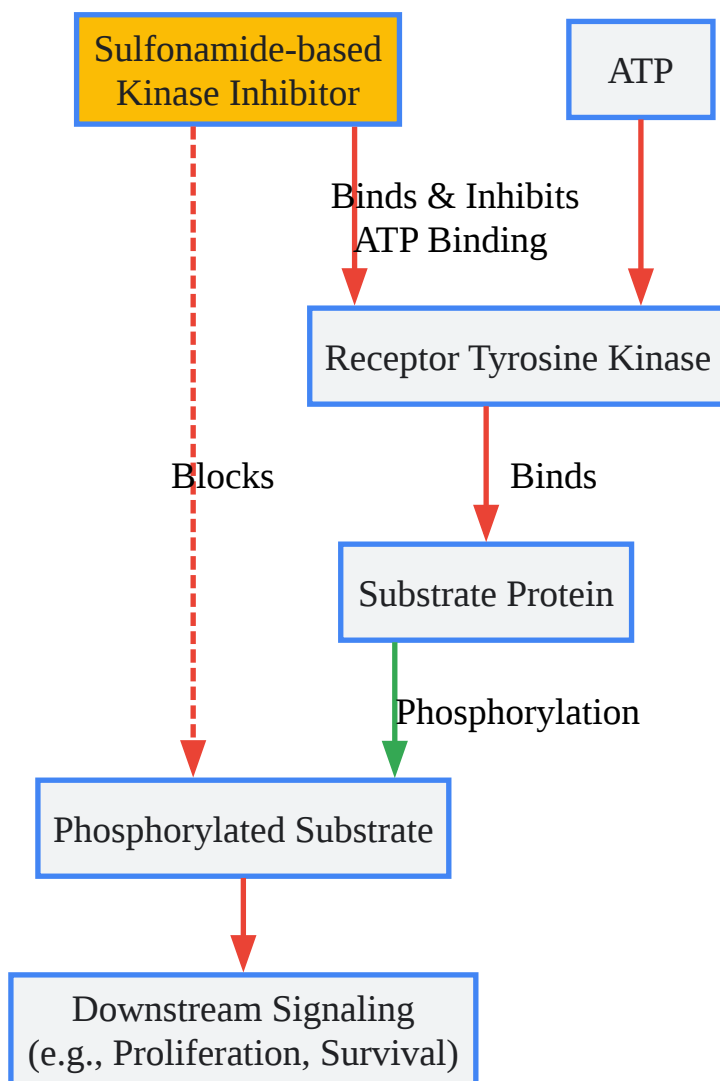 Sulfonamide-based
Kinase Inhibitor
ATP
Binds & Inhibits
ATP Binding
Receptor Tyrosine Kinase
Blocks
Binds
Substrate Protein
Phosphorylation
Phosphorylated Substrate
Downstream Signaling
(e.g., Proliferation, Survival)